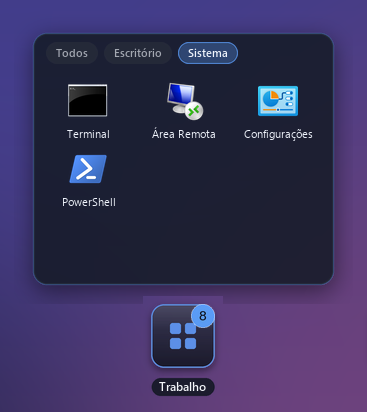 Todos Escritório Sistema
Terminal Área Remota Configurações
PowerShell
8
Trabalho